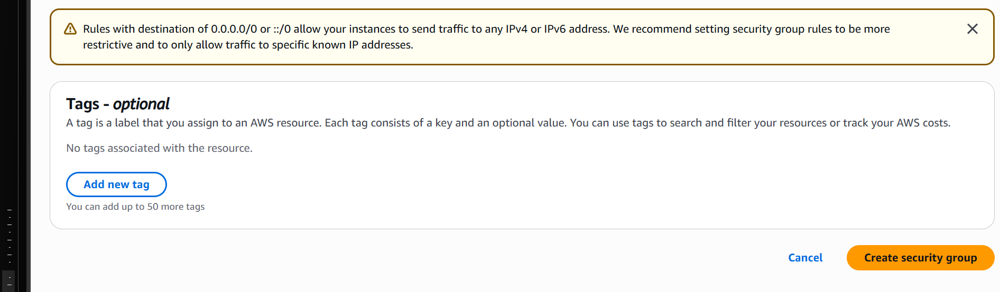 Rules with destination of 0.0.0.0/0 or ::/0 allow your instances to send traffic to any IPv4 or IPv6 address. We recommend setting security group rules to be more
restrictive and to only allow traffic to specific known IP addresses.
Tags - optional
A tag is a label that you assign to an AWS resource. Each tag consists of a key and an optional value. You can use tags to search and filter your resources or track your AWS costs.
No tags associated with the resource.
Add new tag
You can add up to 50 more tags
Cancel
Create security group